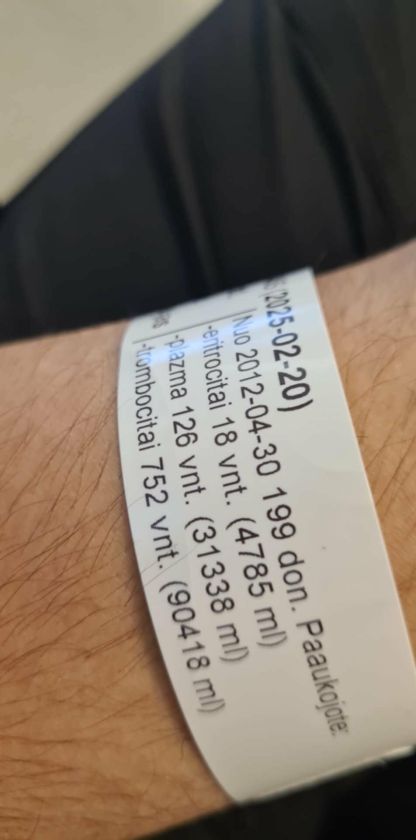 (2025-02-20)
Nuo 2012-04-30 199 don. Paaukojote:
-eritrocitai 18 vnt. (4785 ml)
-plazma 126 vnt. (31338 ml)
-trombocitai 752 vnt. (90418 ml)